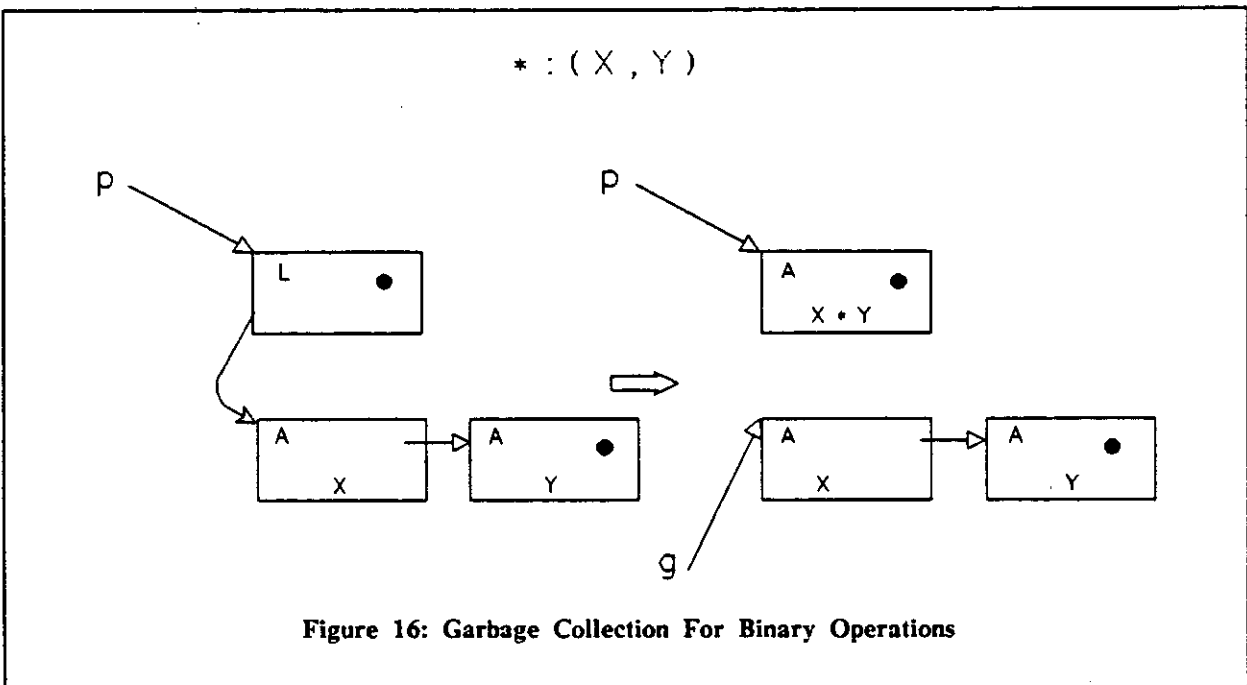 * : ( X , Y )
p
p
L
A
X * Y
A
A
A
A
X
Y
X
Y
g
Figure 16: Garbage Collection For Binary Operations